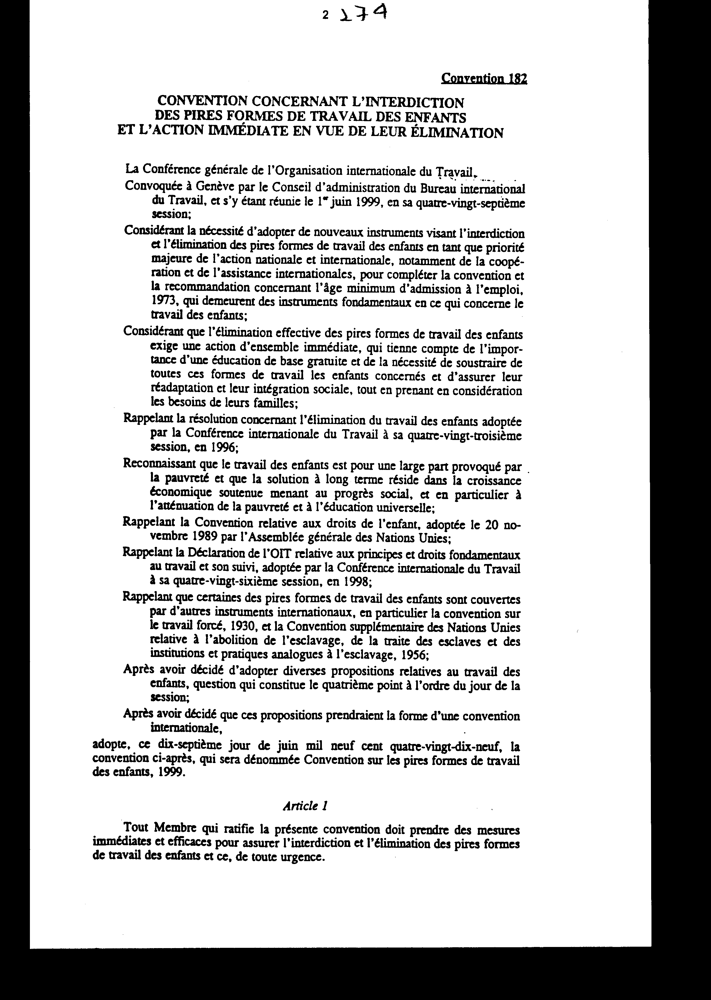 2 274
Convention 182
CONVENTION CONCERNANT L'INTERDICTION
DES PIRES FORMES DE TRAVAIL DES ENFANTS
ET L'ACTION IMMÉDIATE EN VUE DE LEUR ÉLIMINATION
La Conférence générale de l'Organisation internationale du Travail,
Convoquée à Genève par le Conseil d'administration du Bureau international
du Travail, et s'y étant réunie le 1er juin 1999, en sa quatre-vingt-septième
session;
Considérant la nécessité d'adopter de nouveaux instruments visant l'interdiction
et l'élimination des pires formes de travail des enfants en tant que priorité
majeure de l'action nationale et internationale, notamment de la coopé-
ration et de l'assistance internationales, pour compléter la convention et
la recommandation concernant l'âge minimum d'admission à l'emploi,
1973, qui demeurent des instruments fondamentaux en ce qui concerne le
travail des enfants;
Considérant que l'élimination effective des pires formes de travail des enfants
exige une action d'ensemble immédiate, qui tienne compte de l'impor-
tance d'une éducation de base gratuite et de la nécessité de soustraire de
toutes ces formes de travail les enfants concernés et d'assurer leur
réadaptation et leur intégration sociale, tout en prenant en considération
les besoins de leurs familles;
Rappelant la résolution concernant l'élimination du travail des enfants adoptée
par la Conférence internationale du Travail à sa quatre-vingt-troisième
session, en 1996;
Reconnaissant que le travail des enfants est pour une large part provoqué par
la pauvreté et que la solution à long terme réside dans la croissance
économique soutenue menant au progrès social, et en particulier à
l'atténuation de la pauvreté et à l'éducation universelle;
Rappelant la Convention relative aux droits de l'enfant, adoptée le 20 no-
vembre 1989 par l'Assemblée générale des Nations Unies;
Rappelant la Déclaration de l'OIT relative aux principes et droits fondamentaux
au travail et son suivi, adoptée par la Conférence internationale du Travail
à sa quatre-vingt-sixième session, en 1998;
Rappelant que certaines des pires formes de travail des enfants sont couvertes
par d'autres instruments internationaux, en particulier la convention sur
le travail forcé, 1930, et la Convention supplémentaire des Nations Unies
relative à l'abolition de l'esclavage, de la traite des esclaves et des
institutions et pratiques analogues à l'esclavage, 1956;
Après avoir décidé d'adopter diverses propositions relatives au travail des
enfants, question qui constitue le quatrième point à l'ordre du jour de la
session;
Après avoir décidé que ces propositions prendraient la forme d'une convention
internationale,
adopte, ce dix-septième jour de juin mil neuf cent quatre-vingt-dix-neuf, la
convention ci-après, qui sera dénommée Convention sur les pires formes de travail
des enfants, 1999.
Article 1
Tout Membre qui ratifie la présente convention doit prendre des mesures
immédiates et efficaces pour assurer l'interdiction et l'élimination des pires formes
de travail des enfants et ce, de toute urgence.